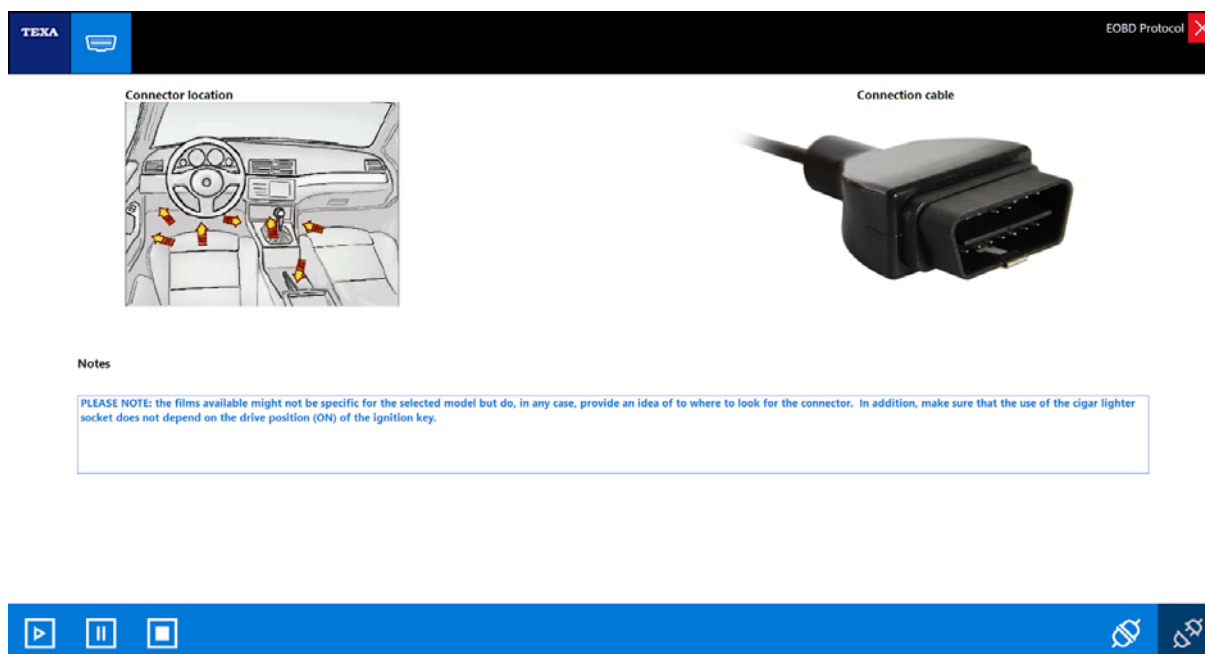 TEXA
EOBD Protocol
Connector location
Connection cable
Notes
PLEASE NOTE: the films available might not be specific for the selected model but do, in any case, provide an idea of to where to look for the connector. In addition, make sure that the use of the cigar lighter
socket does not depend on the drive position (ON) of the ignition key.